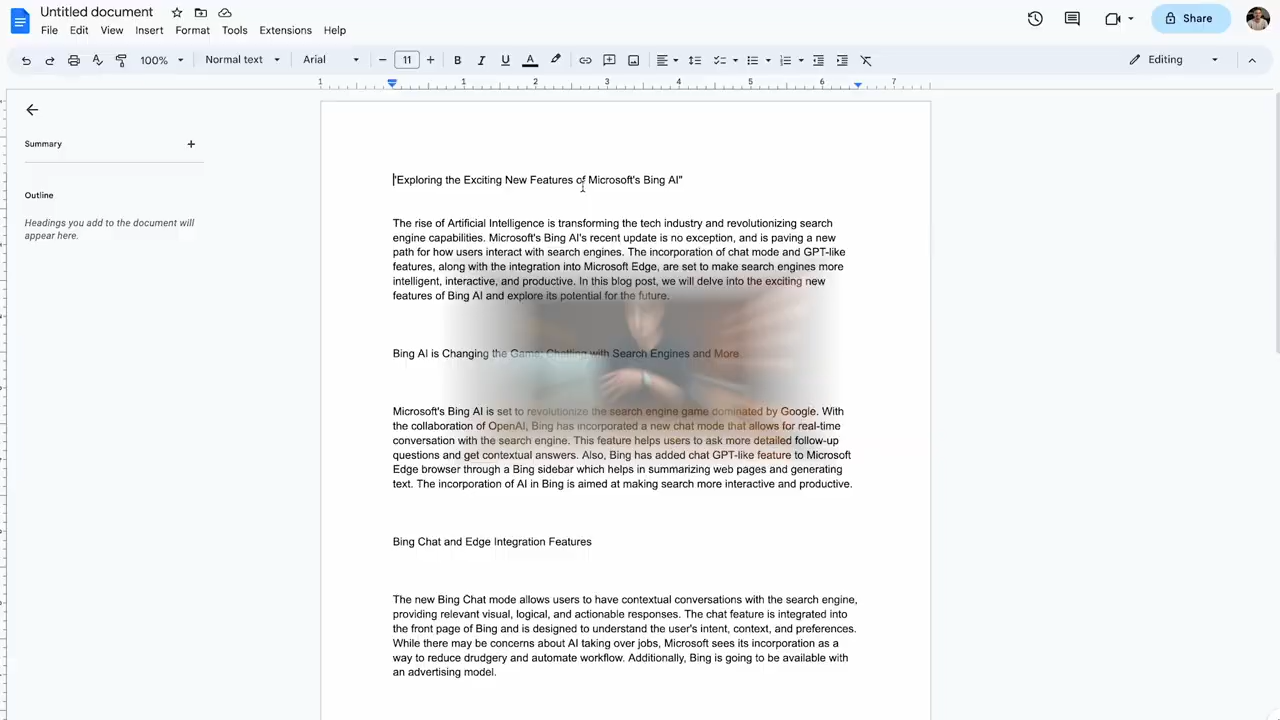 Untitled document
File Edit View Insert Format Tools Extensions Help
Share
100% Normal text Arial 11 Editing
1 1 2 3 4 5 6 7
Summary
Outline
Headings you add to the document will
appear here.
"Exploring the Exciting New Features of Microsoft's Bing AI"
The rise of Artificial Intelligence is transforming the tech industry and revolutionizing search
engine capabilities. Microsoft's Bing AI's recent update is no exception, and is paving a new
path for how users interact with search engines. The incorporation of chat mode and GPT-like
features, along with the integration into Microsoft Edge, are set to make search engines more
intelligent, interactive, and productive. In this blog post, we will delve into the exciting new
features of Bing AI and explore its potential for the future.
Bing AI is Changing the Game: Chatting with Search Engines and More
Microsoft's Bing AI is set to revolutionize the search engine game dominated by Google. With
the collaboration of OpenAI, Bing has incorporated a new chat mode that allows for real-time
conversation with the search engine. This feature helps users to ask more detailed follow-up
questions and get contextual answers. Also, Bing has added chat GPT-like feature to Microsoft
Edge browser through a Bing sidebar which helps in summarizing web pages and generating
text. The incorporation of AI in Bing is aimed at making search more interactive and productive.
Bing Chat and Edge Integration Features
The new Bing Chat mode allows users to have contextual conversations with the search engine,
providing relevant visual, logical, and actionable responses. The chat feature is integrated into
the front page of Bing and is designed to understand the user's intent, context, and preferences.
While there may be concerns about AI taking over jobs, Microsoft sees its incorporation as a
way to reduce drudgery and automate workflow. Additionally, Bing is going to be available with
an advertising model.